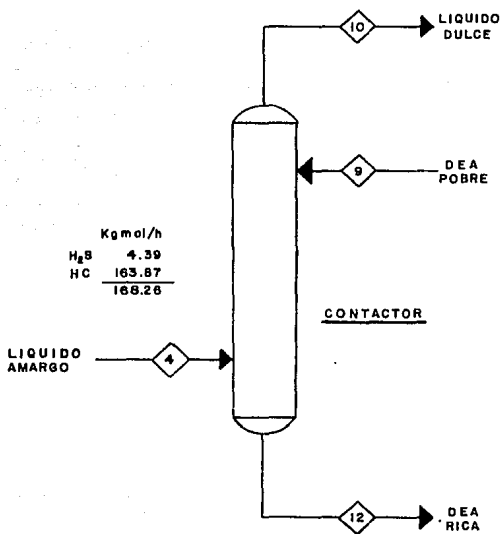 10
LIQUIDO
DULCE
9
DEA
POBRE
Kgmol/h
H₂S 4.39
HC 163.87
168.26
CONTACTOR
LIQUIDO
AMARGO
4
12
DEA
RICA